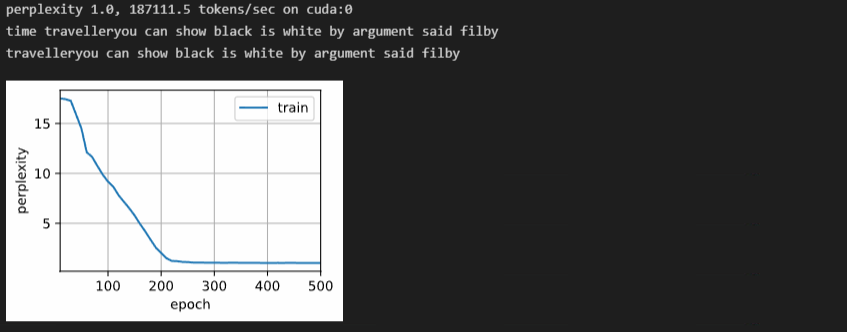 perplexity 1.0, 187111.5 tokens/sec on cuda:0
time travelleryou can show black is white by argument said filby
travelleryou can show black is white by argument said filby
train
15
10
5
perplexity
100 200 300 400 500
epoch